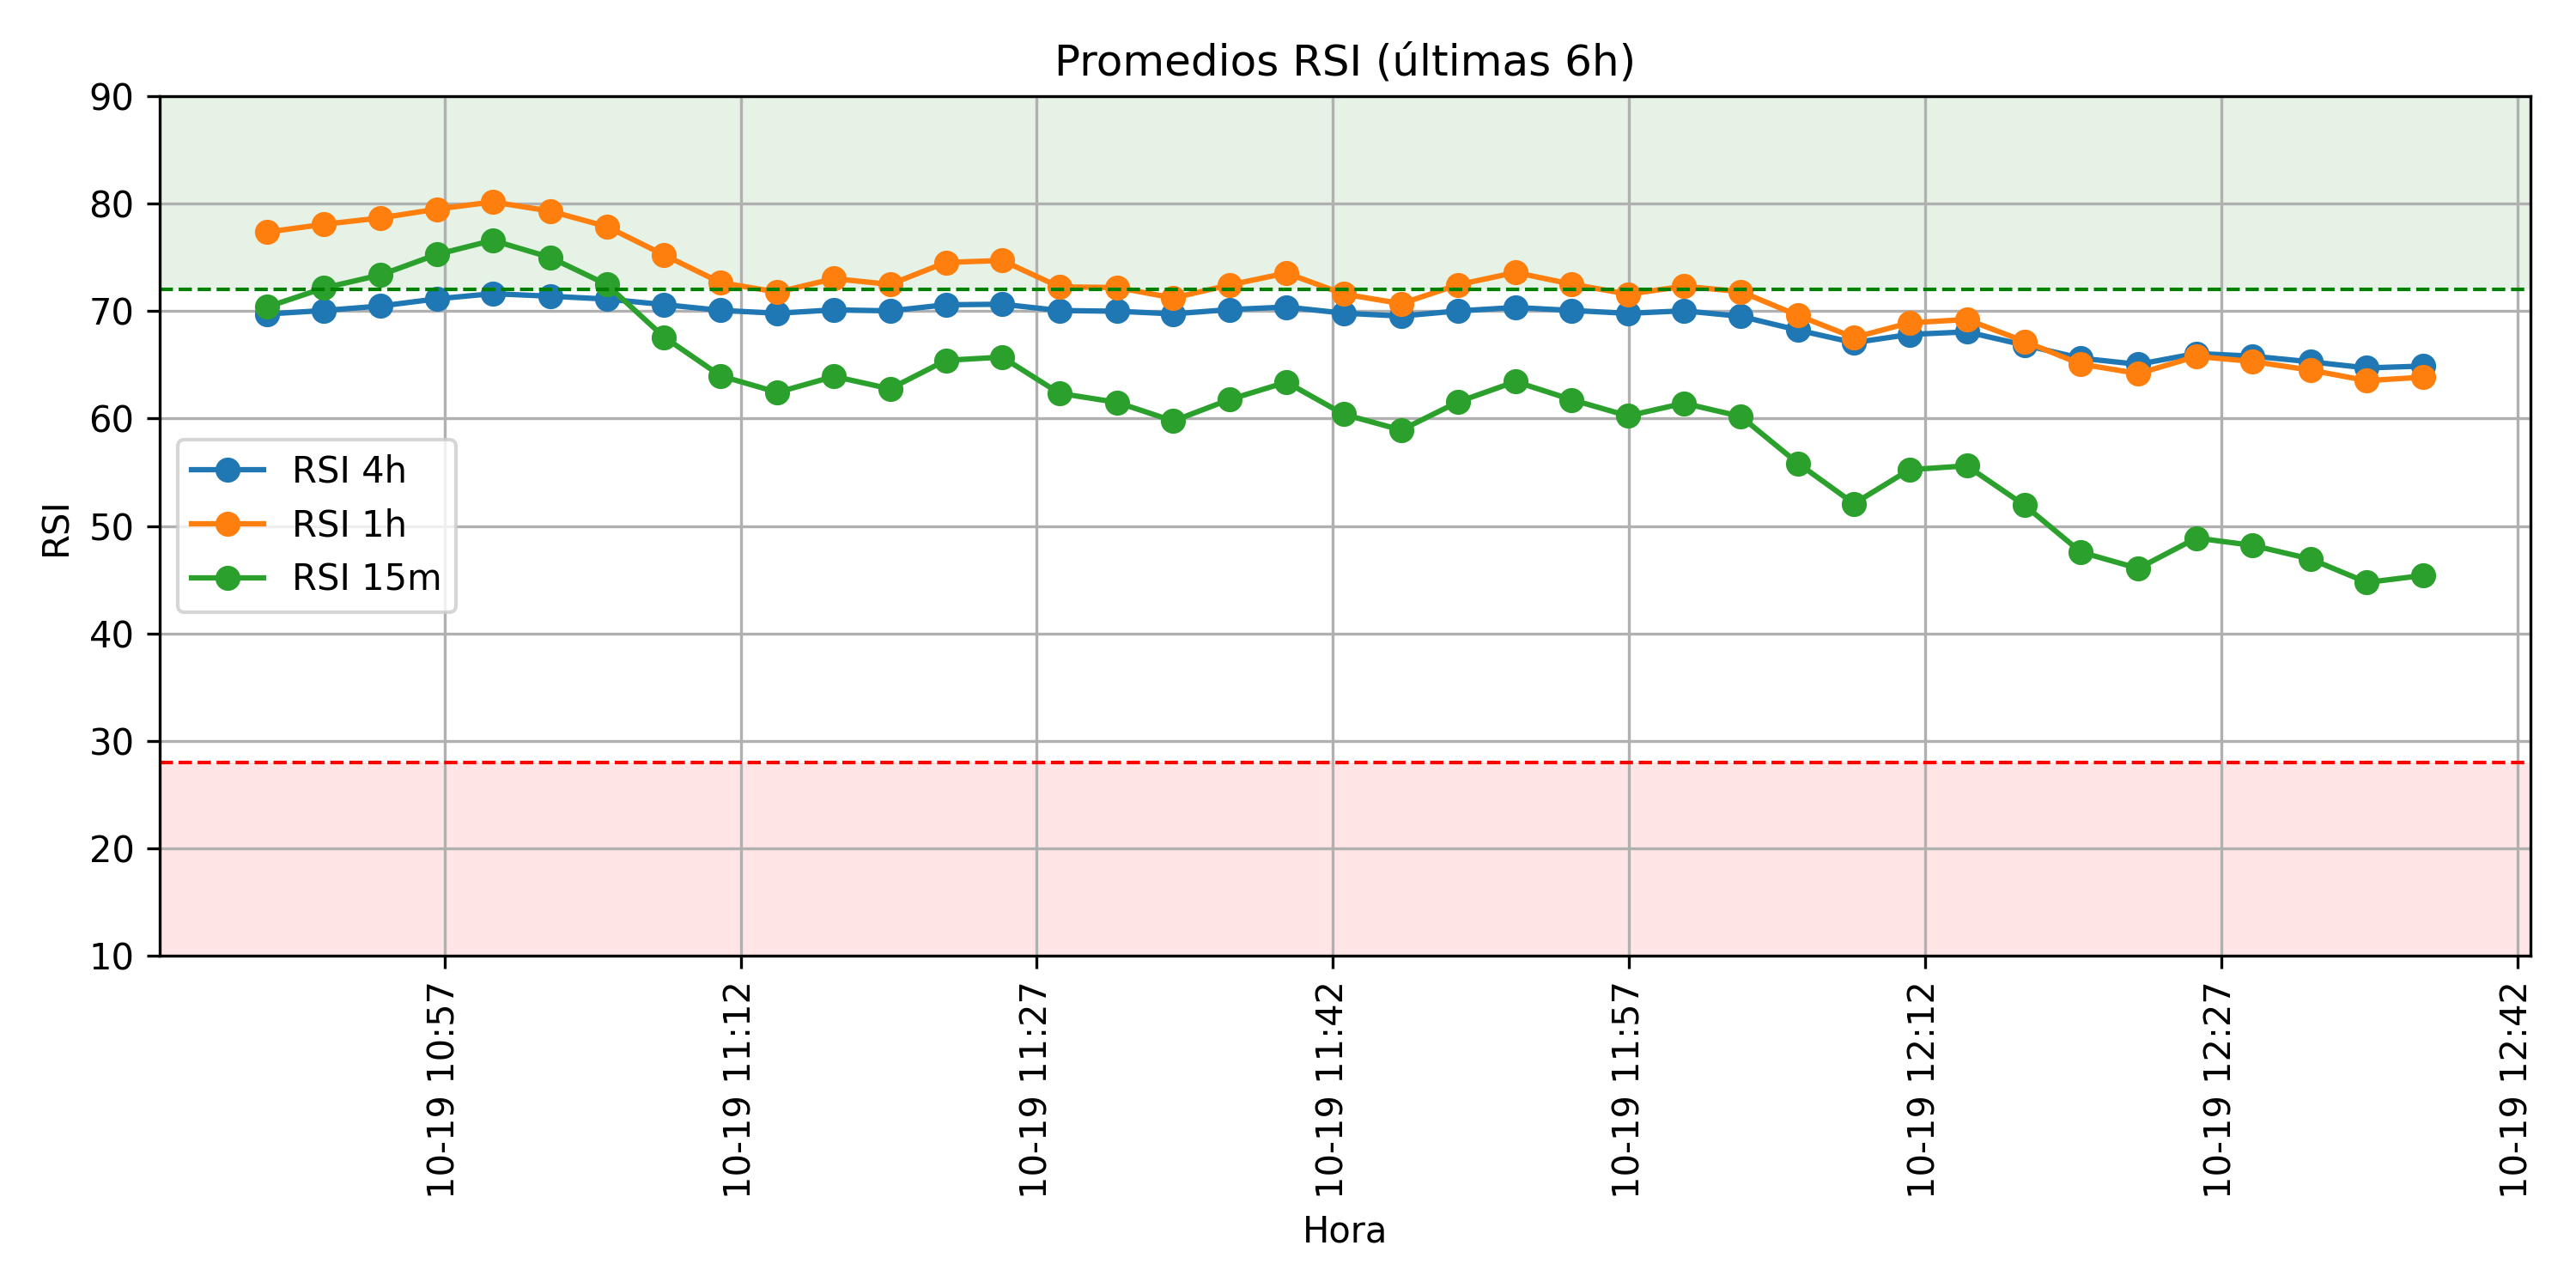 Promedios RSI (últimas 6h)
90
80
70
60
50
40
30
20
10
RSI
RSI 4h
RSI 1h
RSI 15m
10-19 10:57
10-19 11:12
10-19 11:27
10-19 11:42
10-19 11:57
10-19 12:12
10-19 12:27
10-19 12:42
Hora